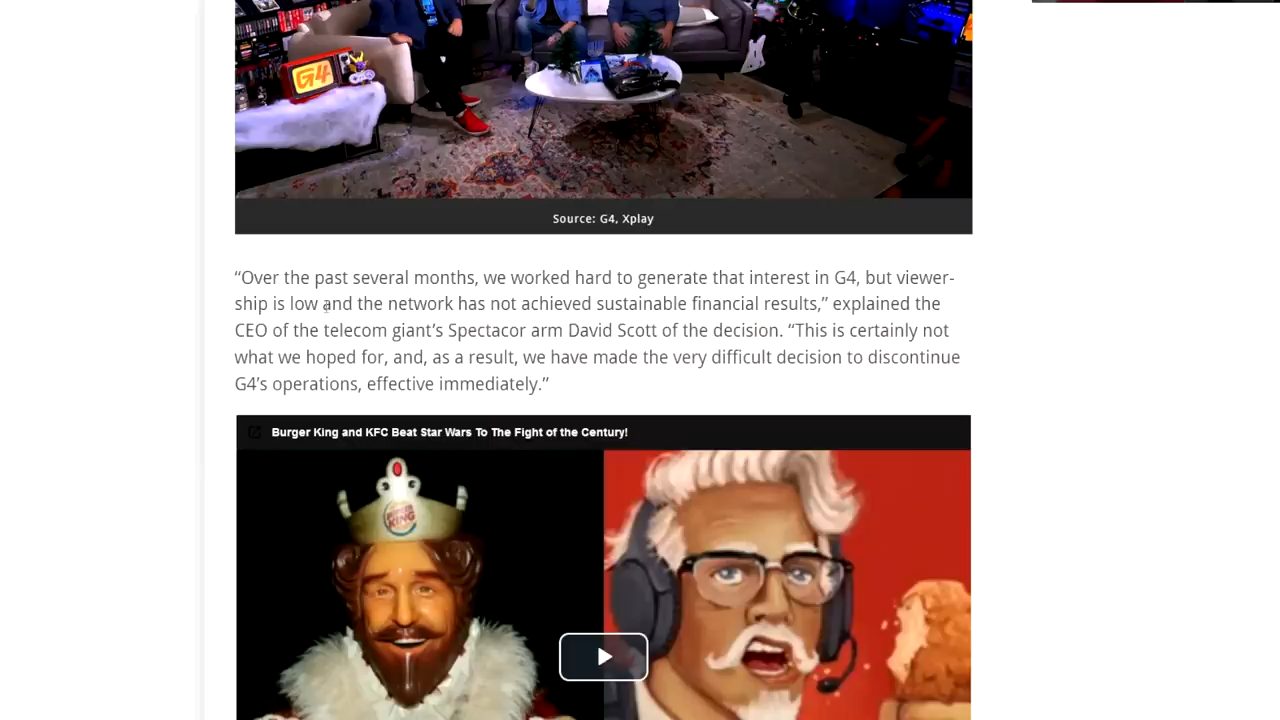 G4
Source: G4, Xplay
“Over the past several months, we worked hard to generate that interest in G4, but viewer-
ship is low and the network has not achieved sustainable financial results,” explained the
CEO of the telecom giant’s Spectacor arm David Scott of the decision. “This is certainly not
what we hoped for, and, as a result, we have made the very difficult decision to discontinue
G4’s operations, effective immediately.”
Burger King and KFC Beat Star Wars To The Fight of the Century!
BURGER
KING